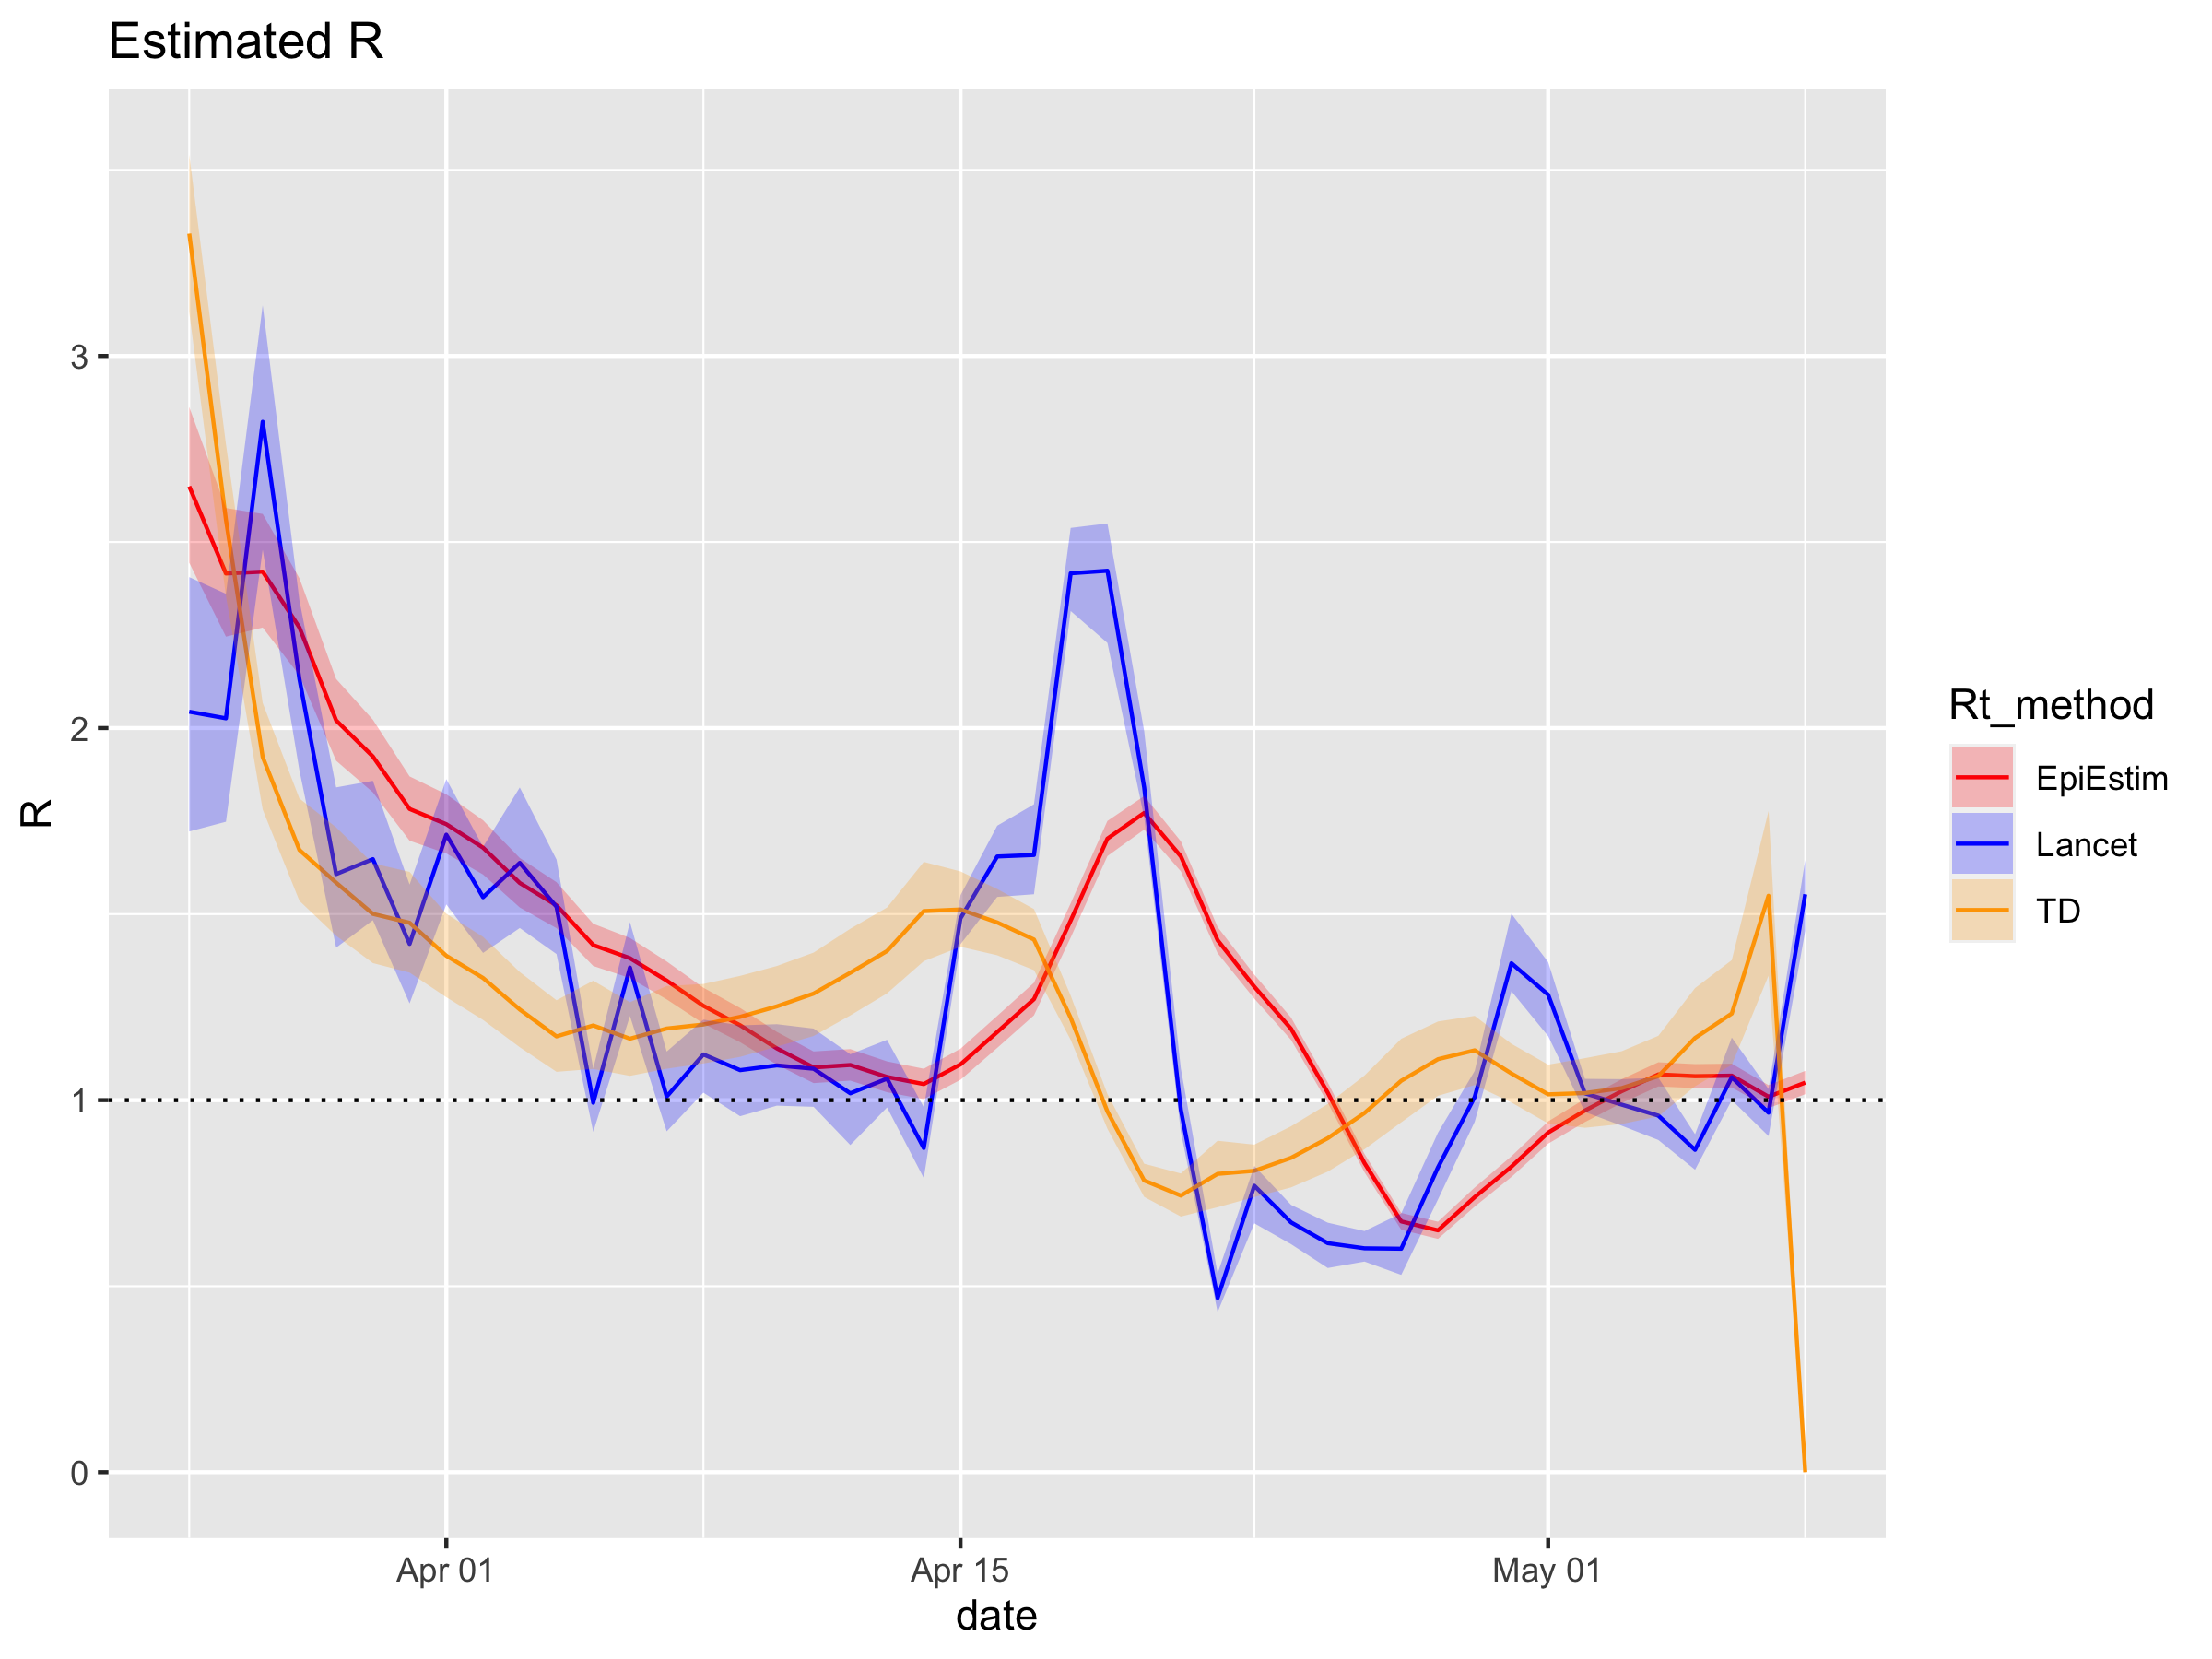 Estimated R
R
3
2
1
0
Apr 01
Apr 15
May 01
date
Rt_method
EpiEstim
Lancet
TD